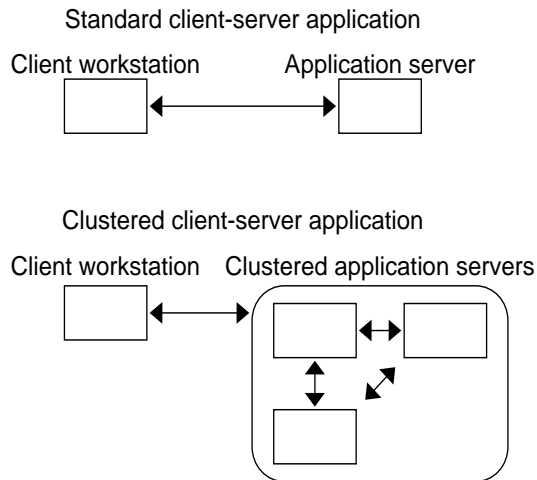 Standard client-server application
Client workstation
Application server
Clustered client-server application
Client workstation
Clustered application servers